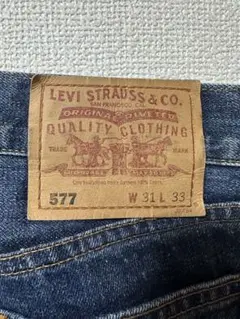 LEVI STRAUSS & CO.
SAN FRANCISCO, CAL.
ORIGINAL RIVETED
QUALITY CLOTHING
TRADE MARK
577 W 31 L 33